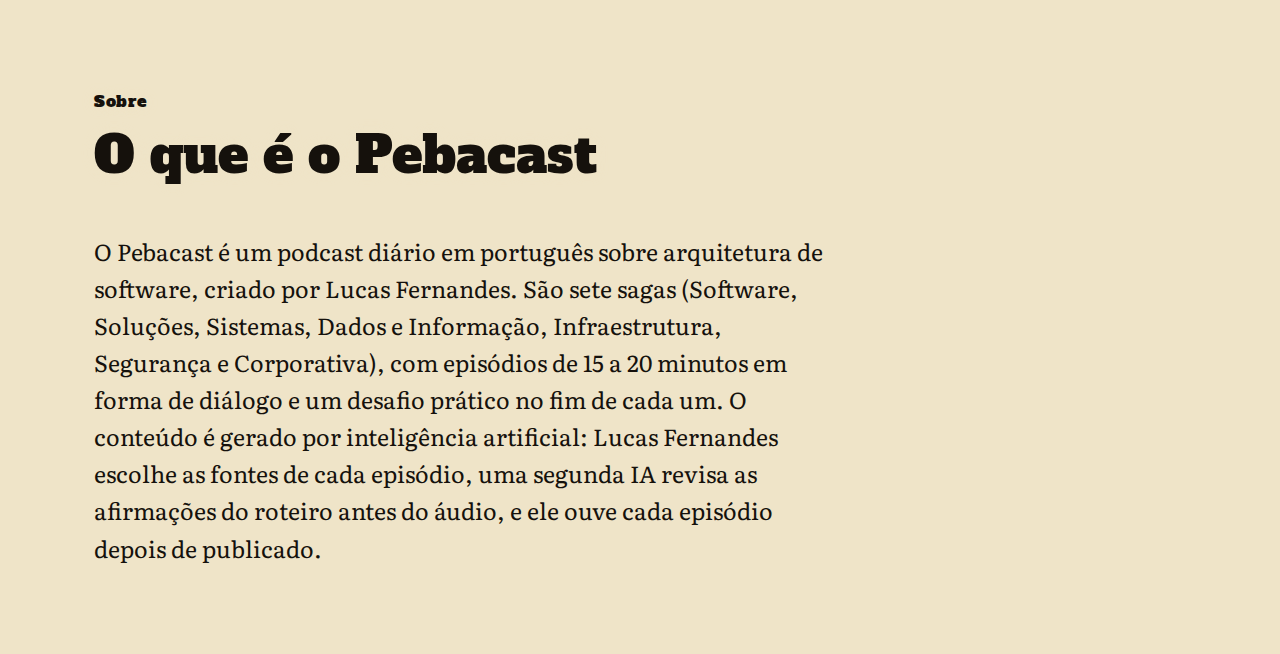 Sobre
O que é o Pebacast
O Pebacast é um podcast diário em português sobre arquitetura de
software, criado por Lucas Fernandes. São sete sagas (Software,
Soluções, Sistemas, Dados e Informação, Infraestrutura,
Segurança e Corporativa), com episódios de 15 a 20 minutos em
forma de diálogo e um desafio prático no fim de cada um. O
conteúdo é gerado por inteligência artificial: Lucas Fernandes
escolhe as fontes de cada episódio, uma segunda IA revisa as
afirmações do roteiro antes do áudio, e ele ouve cada episódio
depois de publicado.